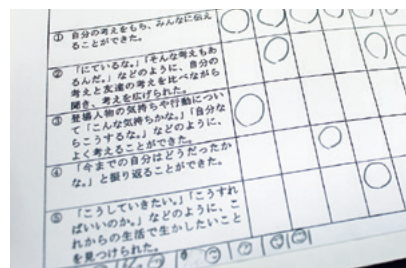 ① 自分の考えをもち、みんなに伝え
ることができた。
② 「にているな。」「そんな考えもあ
るんだ。」などのように、自分の
考えと友達の考えを比べながら
聞き、考えを広げられた。
③ 登場人物の気持ちや行動につい
て「こんな気持ちかな。」「自分な
らこうするな。」などのように、
よく考えることができた。
④ 「今までの自分はどうだったか
な。」と振り返ることができた。
⑤ 「こうしていきたい。」「こうすれ
ばいいのか。」などのように、こ
れからの生活で生かしたいこと
を見つけられた。